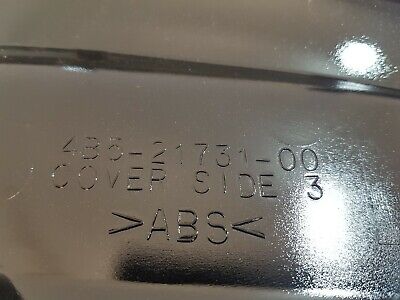 4B5-21731-00
COVER SIDE 3
>ABS<